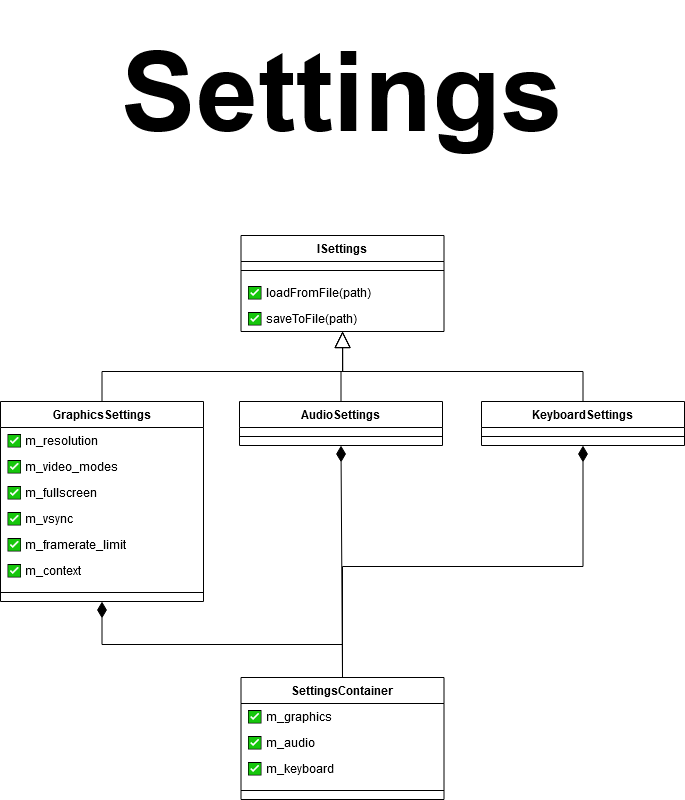 Settings
ISettings
loadFromFile(path)
saveToFile(path)
GraphicsSettings
m_resolution
m_video_modes
m_fullscreen
m_vsync
m_framerate_limit
m_context
AudioSettings
KeyboardSettings
SettingsContainer
m_graphics
m_audio
m_keyboard